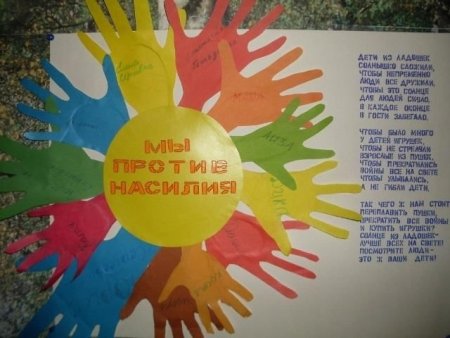 МЫ
ПРОТИВ
НАСИЛИЯ
ДЕТИ ИЗ ЛАДОШЕК
СОЛНЫШКО СЛОЖИЛИ,
ЧТОБЫ НЕПРЕМЕННО
ЛЮДИ ВСЕ ДРУЖИЛИ,
ЧТОБЫ ЭТО СОЛНЦЕ
ДЛЯ ЛЮДЕЙ СИЯЛО,
В КАЖДОЕ ОКОНЦЕ
В ГОСТИ ЗАБЕГАЛО,
ЧТОБЫ БЫЛО МНОГО
У ДЕТЕЙ ИГРУШЕК,
ЧТОБЫ НЕ СТРЕЛЯЛИ
ВЗРОСЛЫЕ ИЗ ПУШЕК,
ЧТОБЫ ПРЕКРАТИЛИСЬ
ВОЙНЫ ВСЕ НА СВЕТЕ
ЧТОБЫ УЛЫБАЛИСЬ,
А НЕ ГИБЛИ ДЕТИ,
ТАК ЧЕГО Ж НАМ СТОИТ
ПЕРЕПЛАВИТЬ ПУШКИ,
ПРЕКРАТИТЬ ВСЕ ВОЙНЫ
И КУПИТЬ ИГРУШКИ?
СОЛНЦЕ ИЗ ЛАДОШЕК-
ЛУЧШЕ ВСЕХ НА СВЕТЕ!
ПОСМОТРИТЕ ЛЮДИ-
ЭТО Ж ВАШИ ДЕТИ!